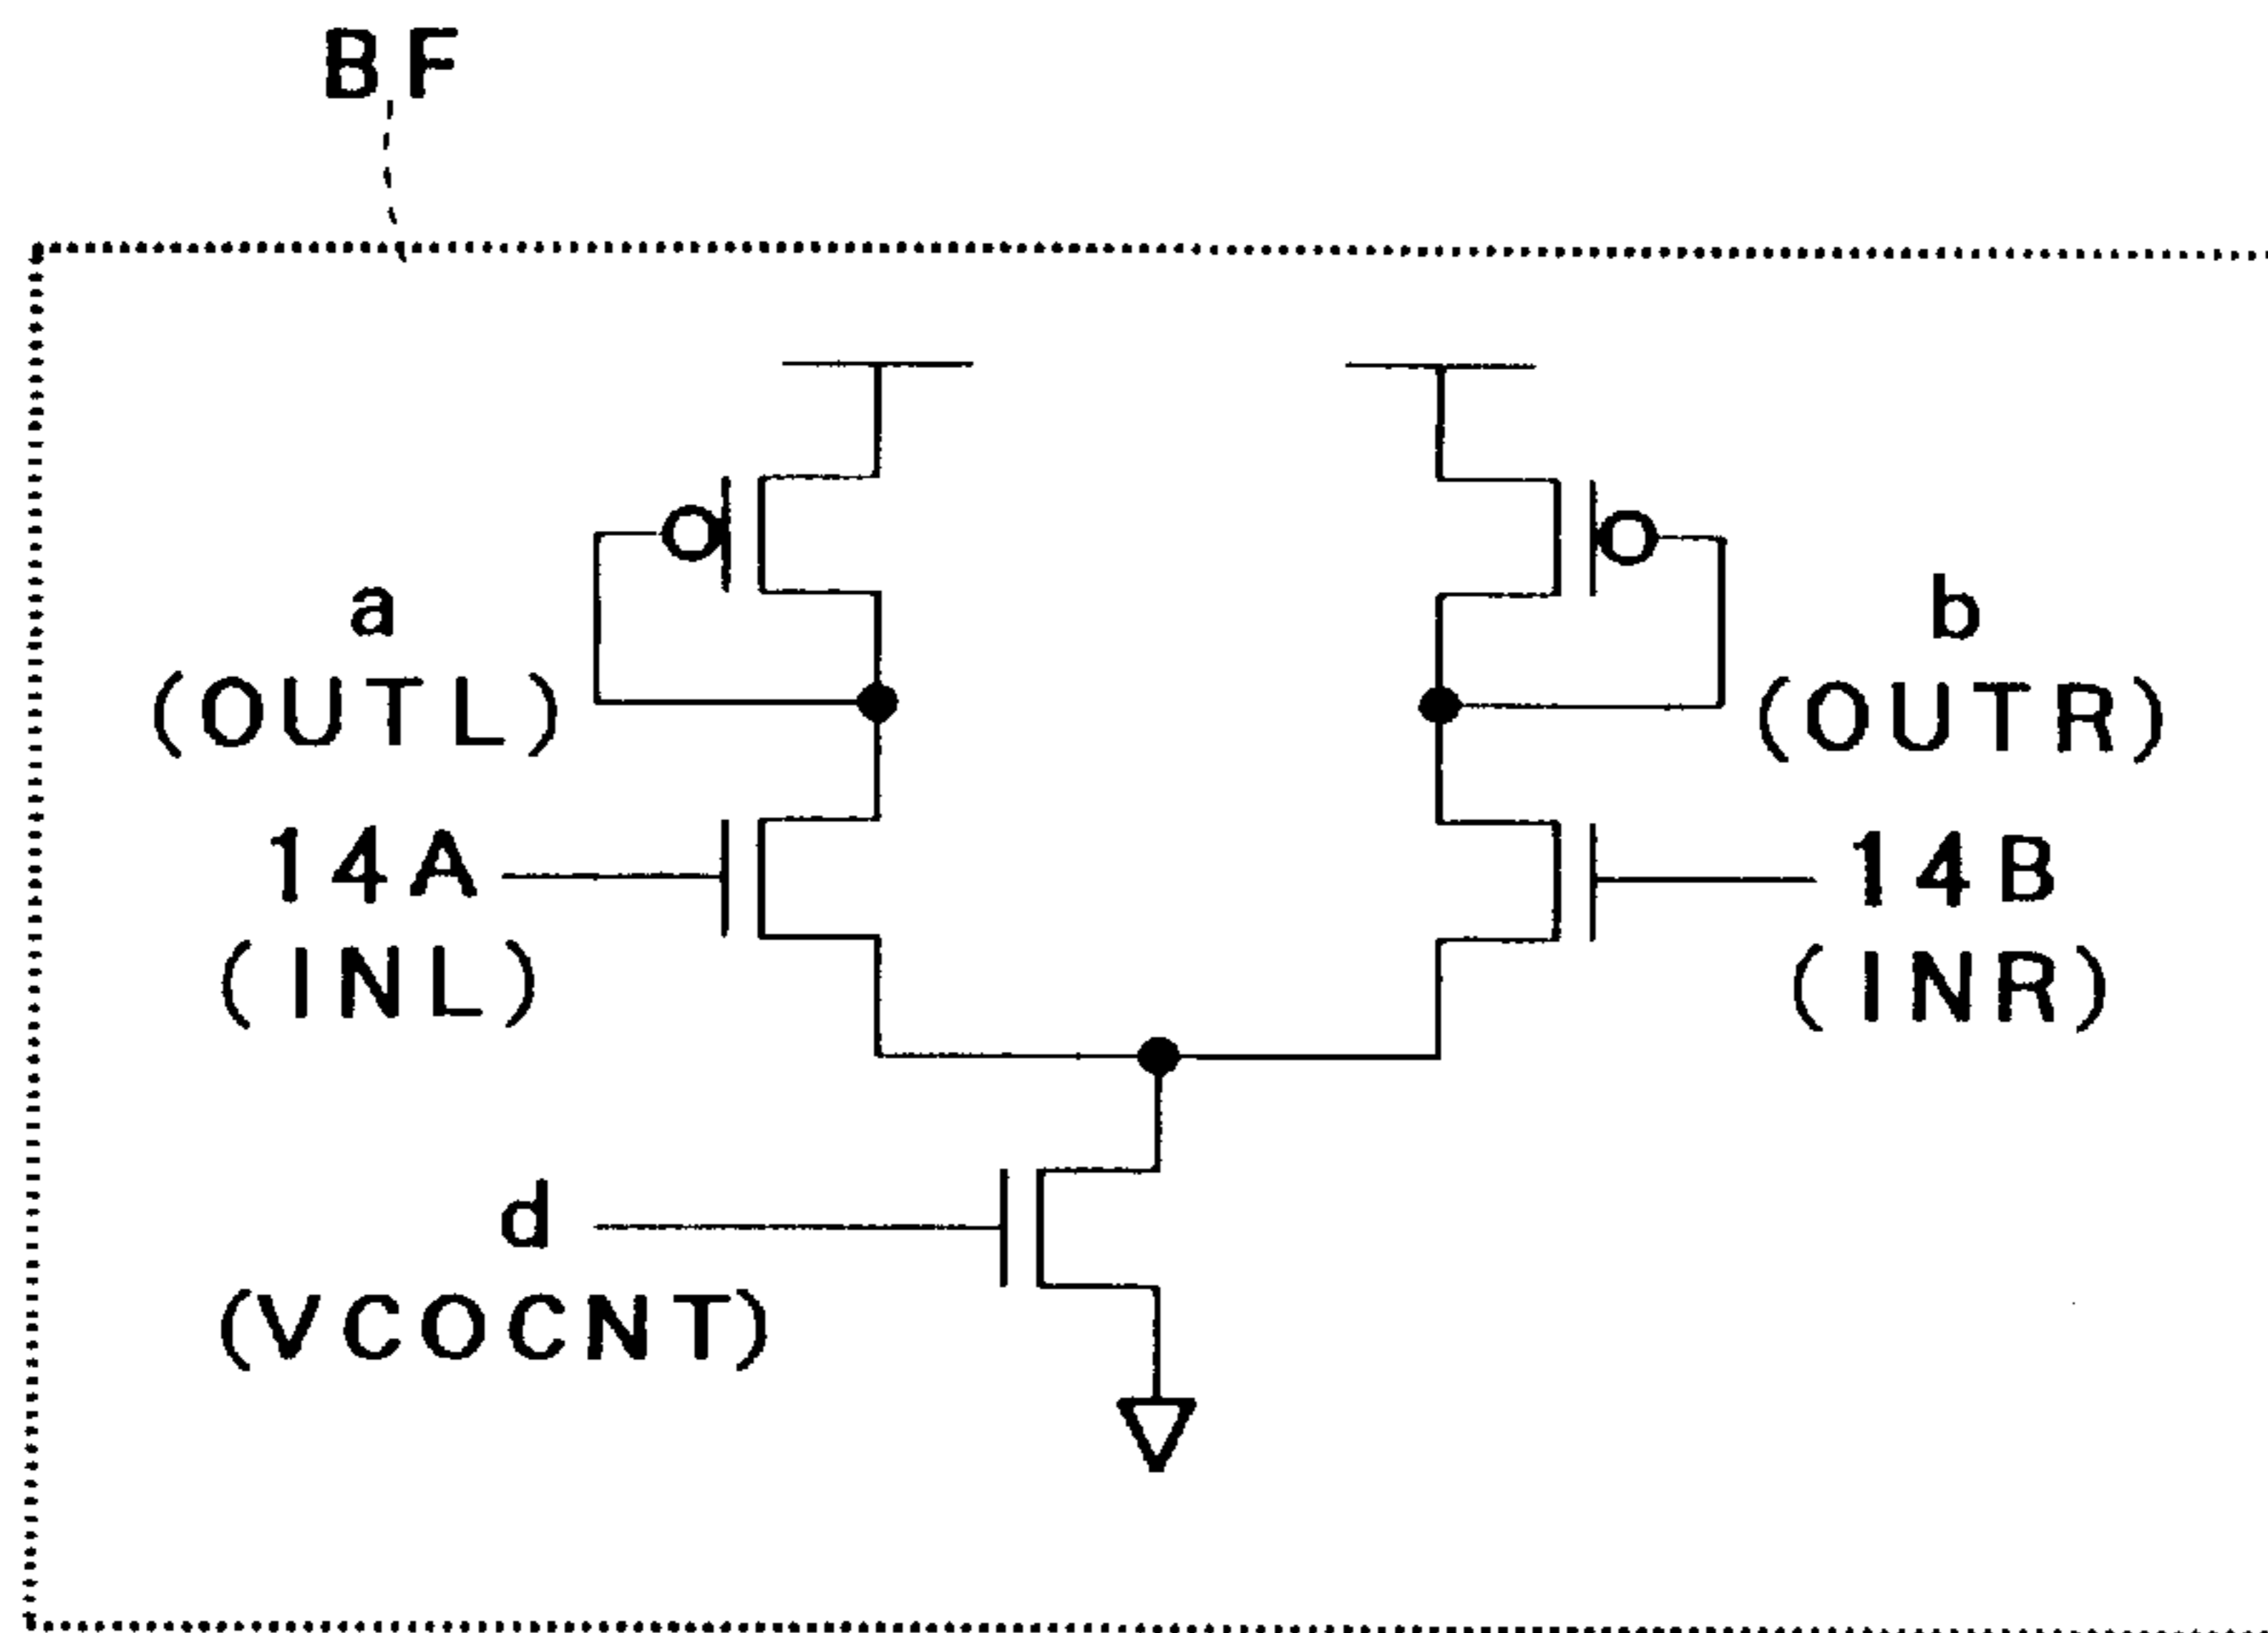 BF
a
(OUTL)
b
(OUTR)
14A
(INL)
14B
(INR)
d
(VCOCNT)